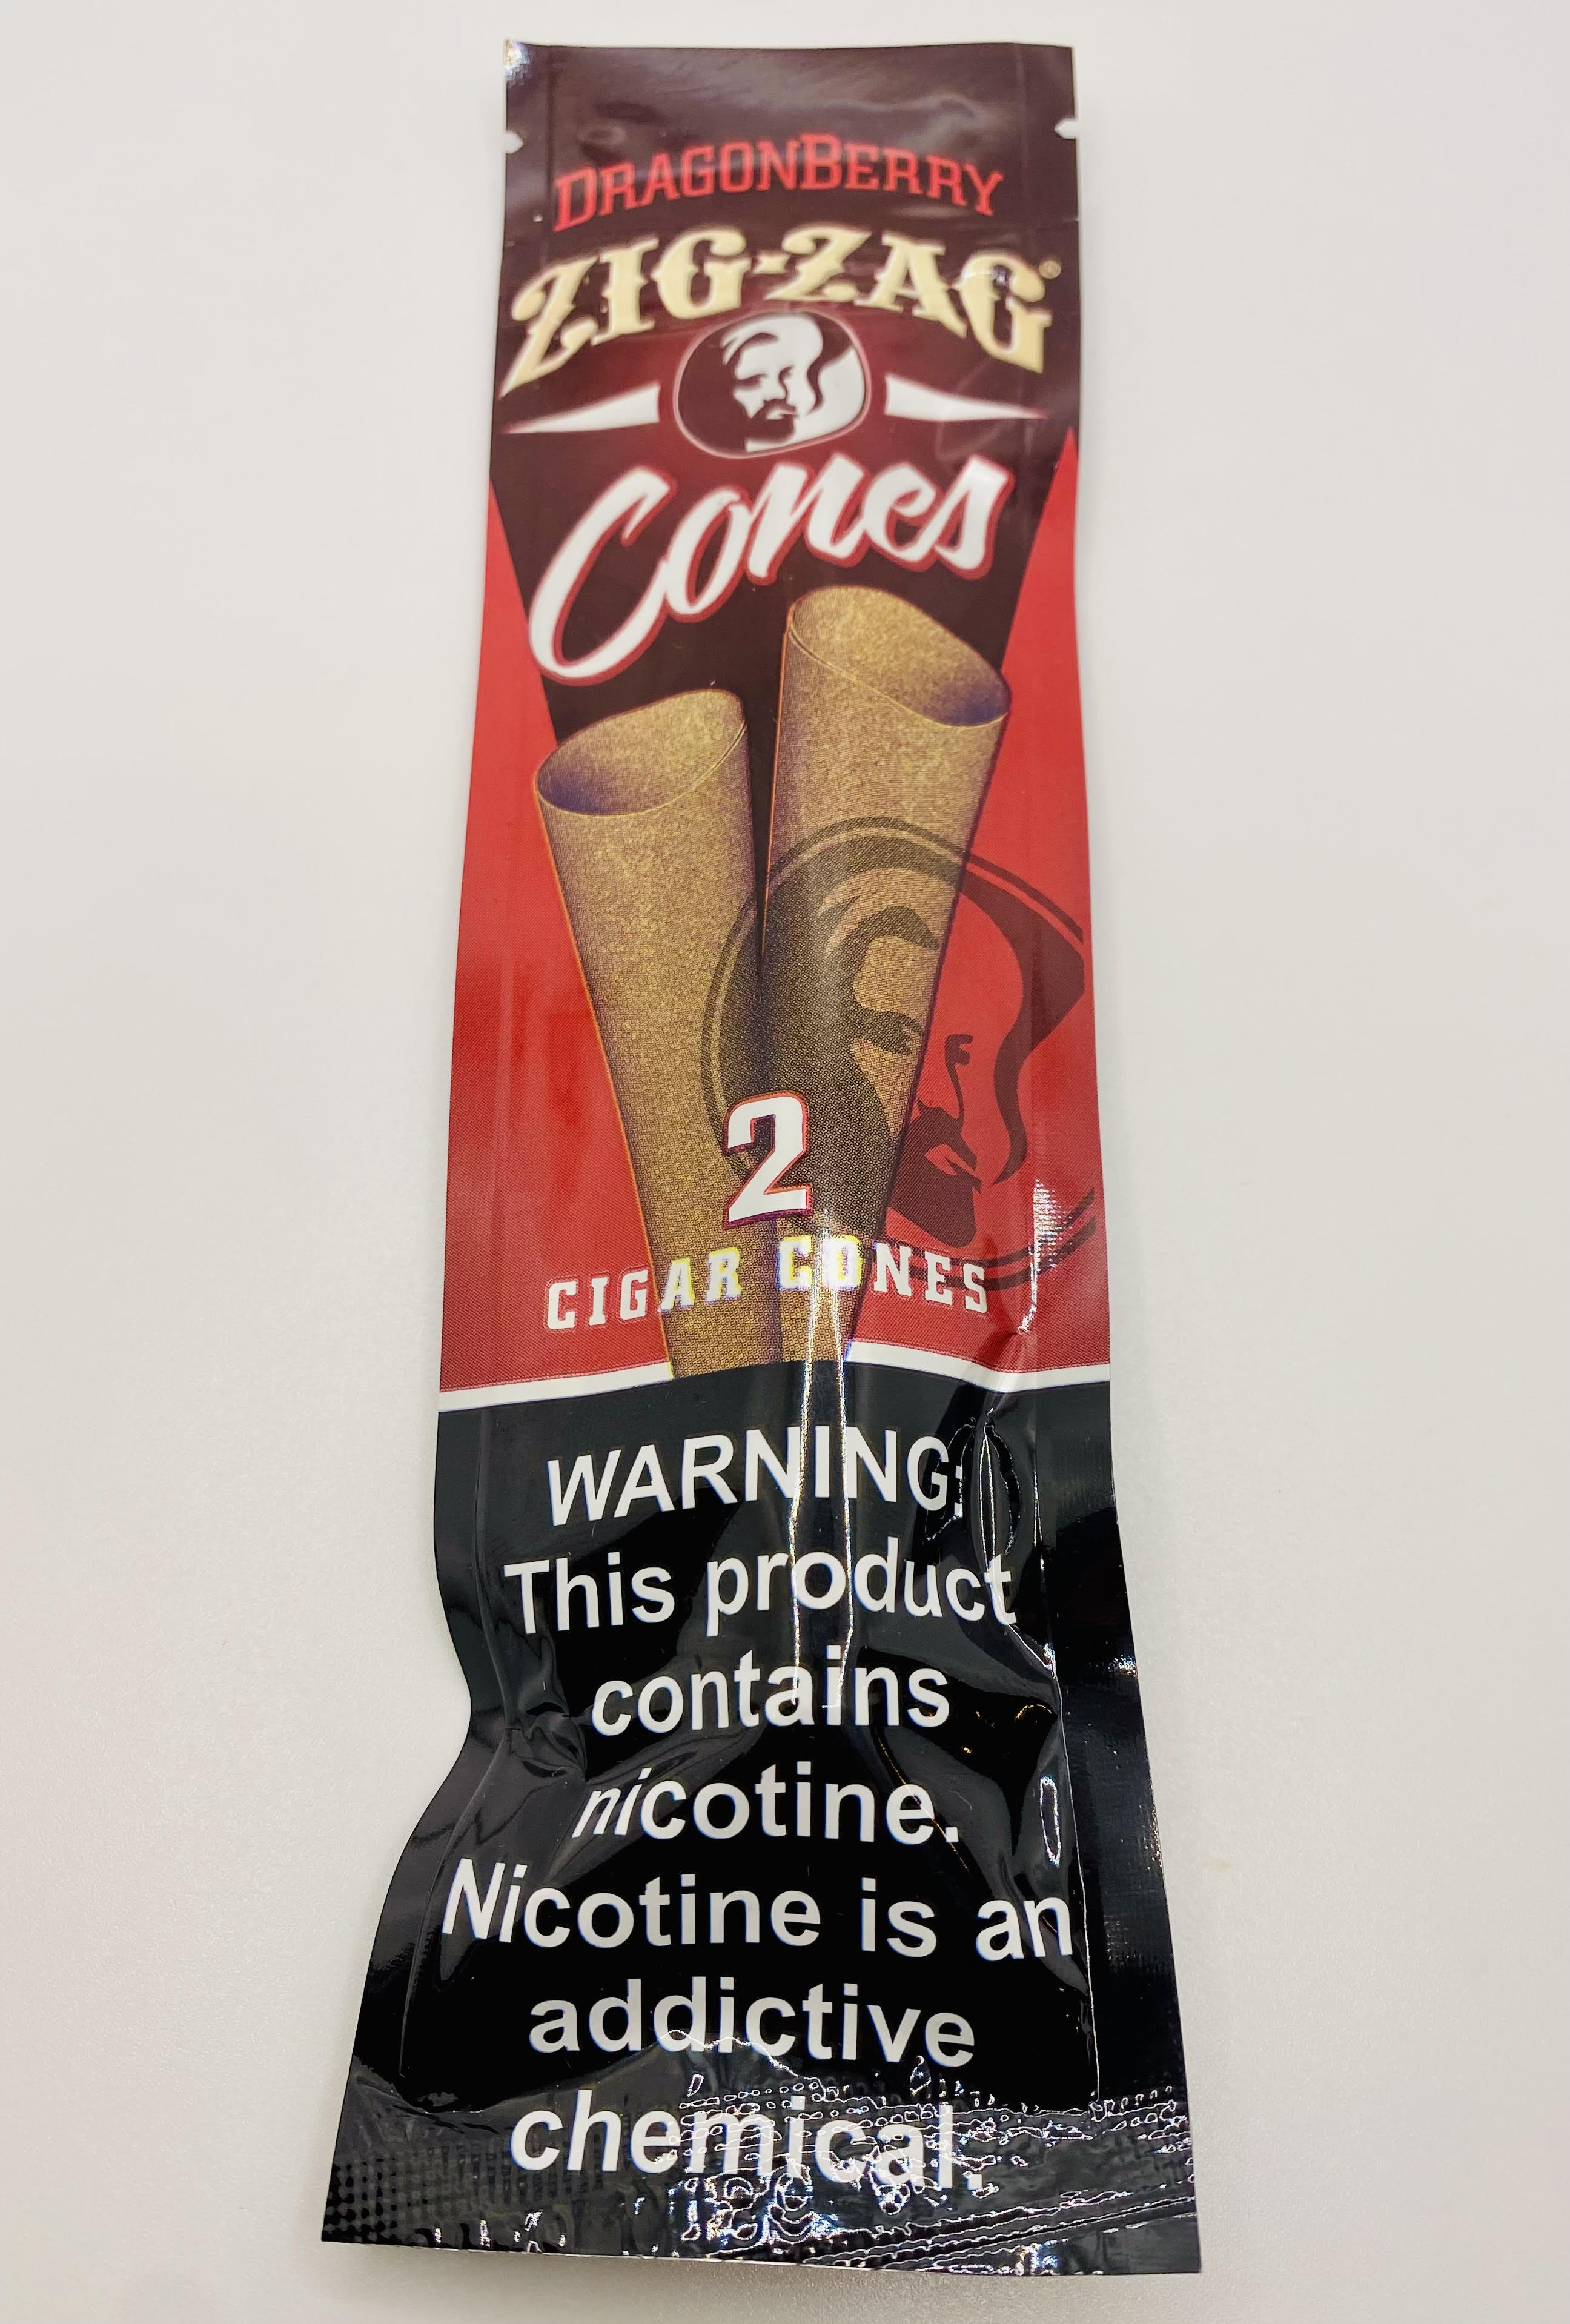 DRAGONBERRY
ZIG-ZAG®
Cones
2
CIGAR CONES
WARNING:
This product
contains
nicotine.
Nicotine is an
addictive
chemical.